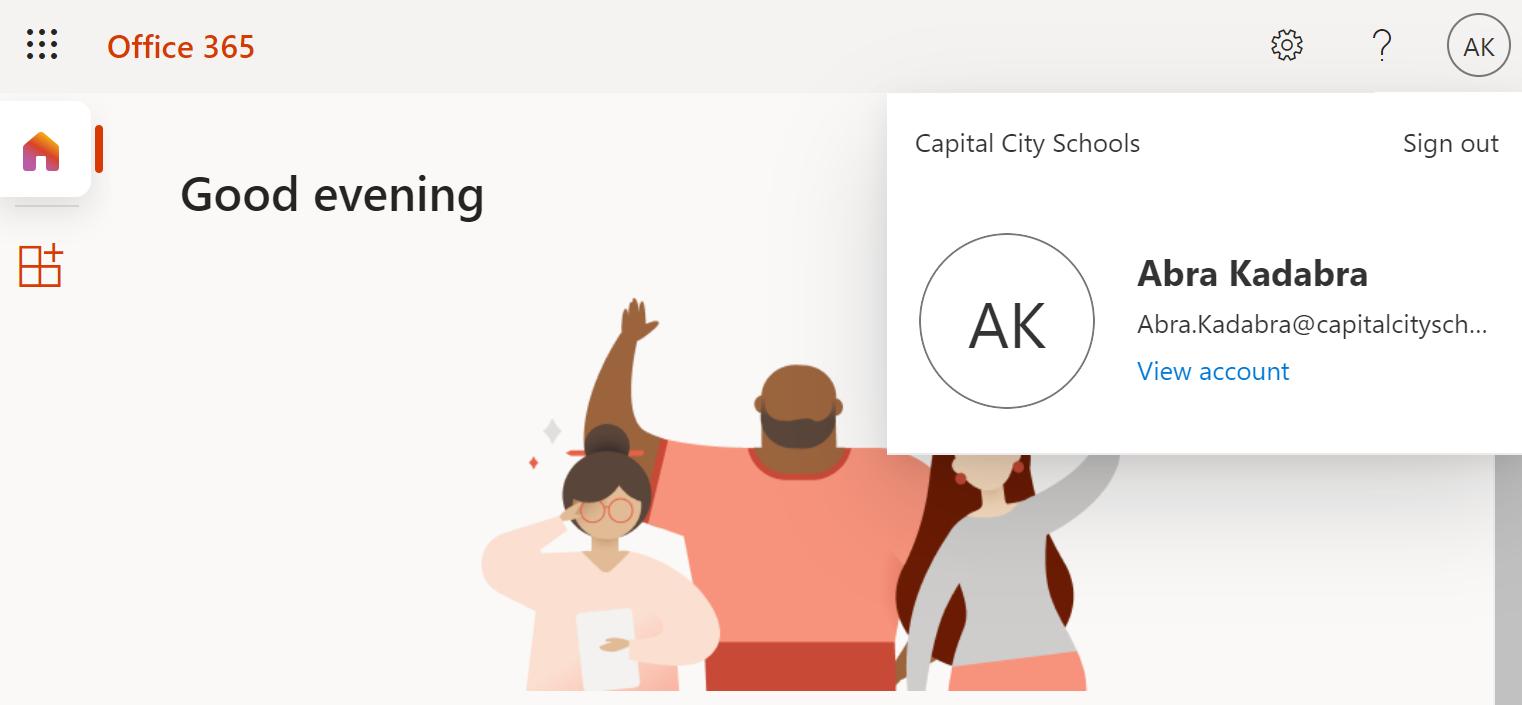 Office 365
?
AK
Capital City Schools
Sign out
Good evening
AK
Abra Kadabra
Abra.Kadabra@capitalcitysch...
View account